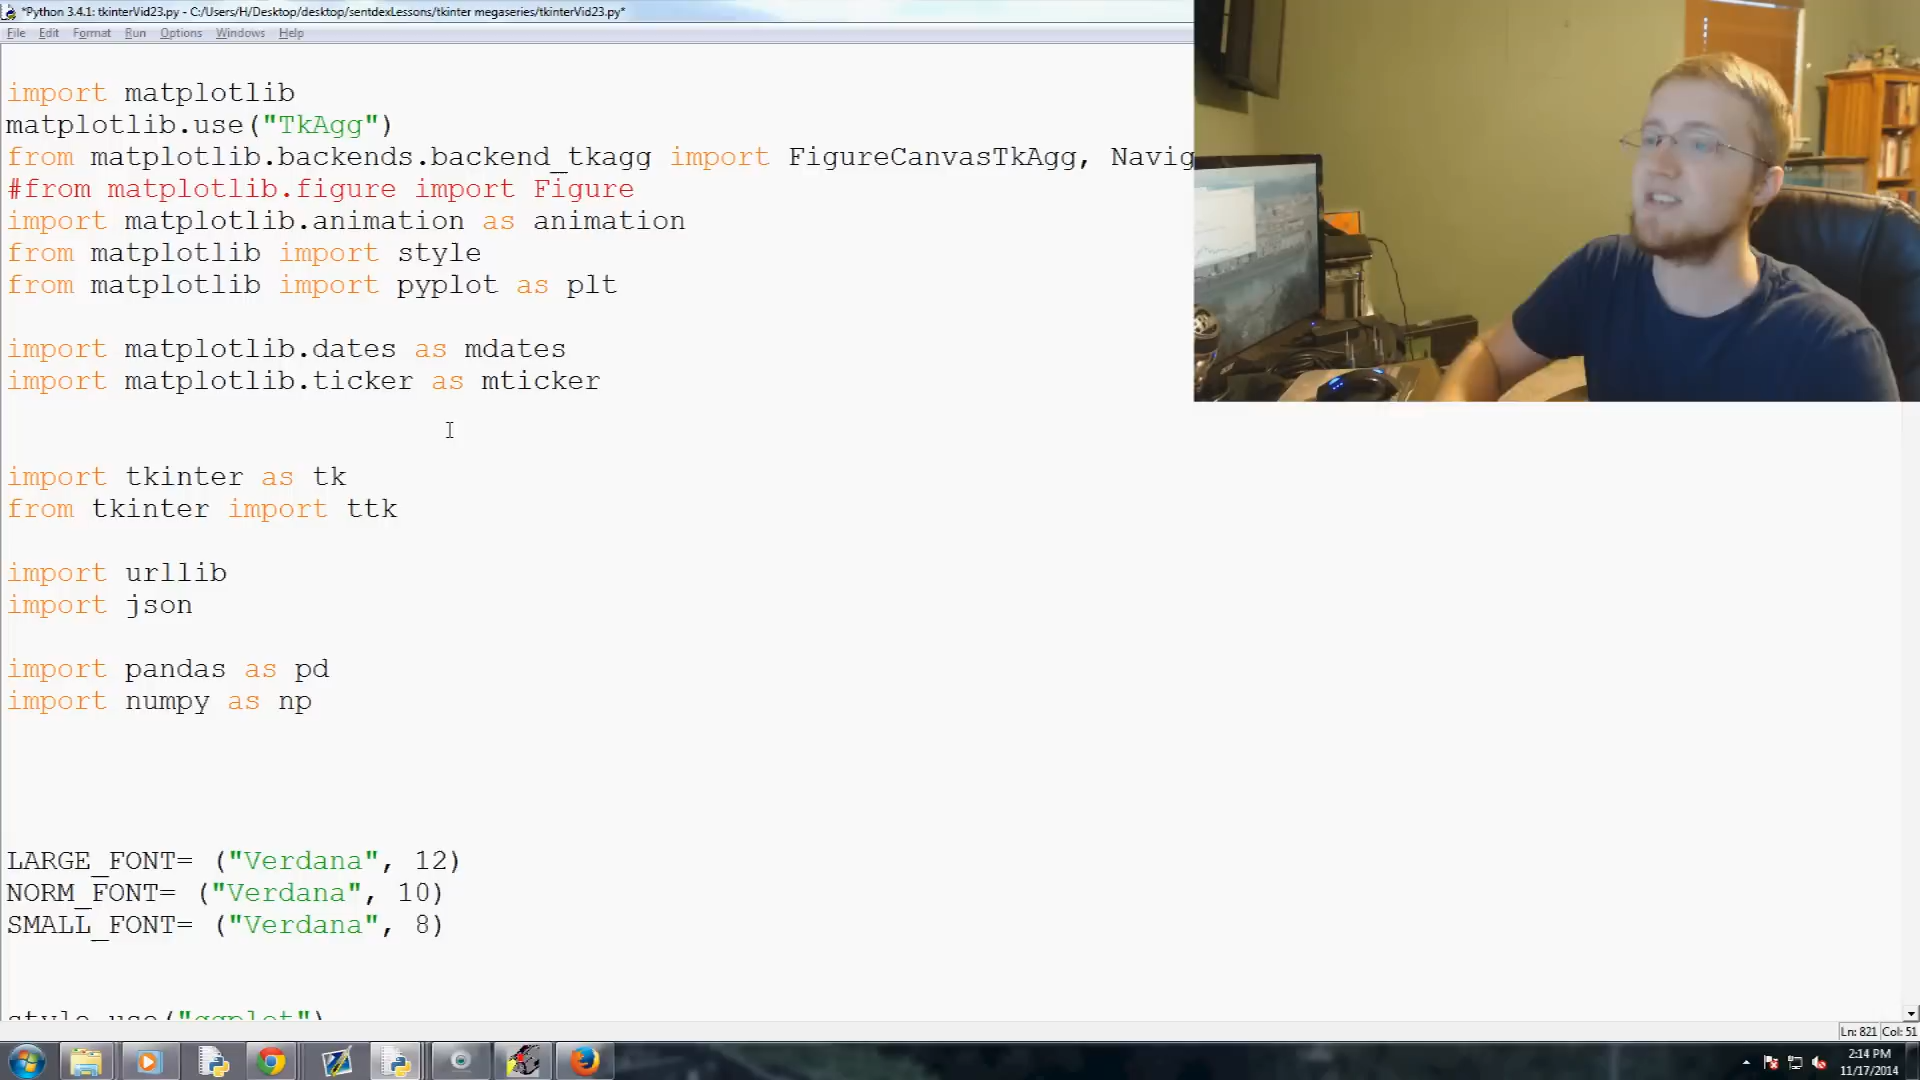 *Python 3.4.1: tkinterVid23.py - C:/Users/H/Desktop/desktop/sentdexLessons/tkinter megaseries/tkinterVid23.py*
File Edit Format Run Options Windows Help
import matplotlib
matplotlib.use("TkAgg")
from matplotlib.backends.backend_tkagg import FigureCanvasTkAgg, Navig
#from matplotlib.figure import Figure
import matplotlib.animation as animation
from matplotlib import style
from matplotlib import pyplot as plt
import matplotlib.dates as mdates
import matplotlib.ticker as mticker
import tkinter as tk
from tkinter import ttk
import urllib
import json
import pandas as pd
import numpy as np
LARGE_FONT= ("Verdana", 12)
NORM_FONT= ("Verdana", 10)
SMALL_FONT= ("Verdana", 8)
style.use("ggplot")
Ln: 821 Col: 51
2:14 PM
11/17/2014